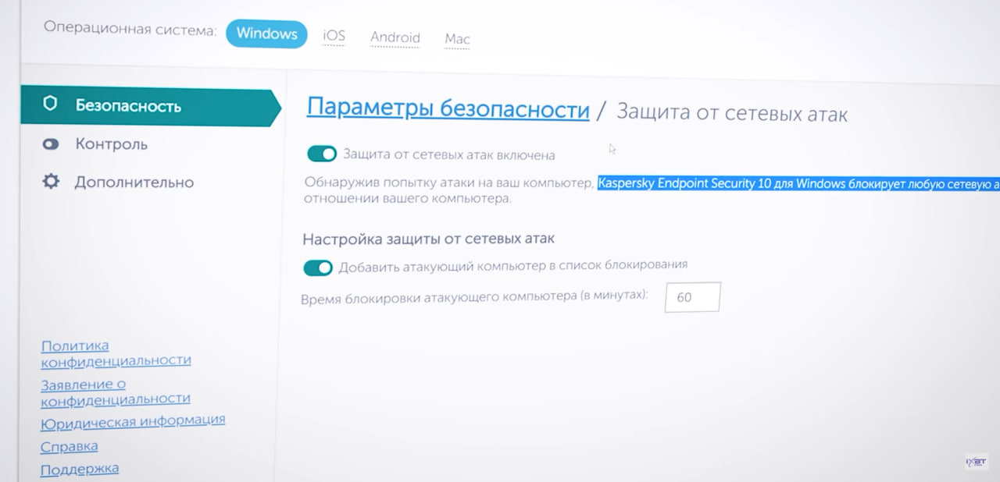 Операционная система: Windows iOS Android Mac
Безопасность
Контроль
Дополнительно
Параметры безопасности / Защита от сетевых атак
Защита от сетевых атак включена
Обнаружив попытку атаки на ваш компьютер, Kaspersky Endpoint Security 10 для Windows блокирует любую сетевую а
отношении вашего компьютера.
Настройка защиты от сетевых атак
Добавить атакующий компьютер в список блокирования
Время блокировки атакующего компьютера (в минутах): 60
Политика
конфиденциальности
Заявление о
конфиденциальности
Юридическая информация
Справка
Поддержка
iXBT